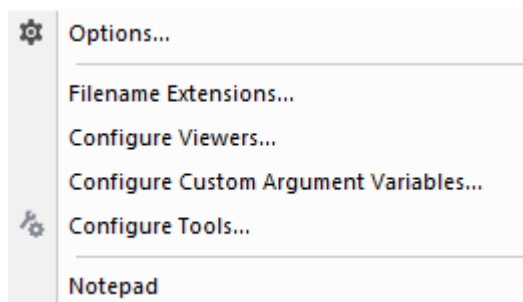 Options...
Filename Extensions...
Configure Viewers...
Configure Custom Argument Variables...
Configure Tools...
Notepad